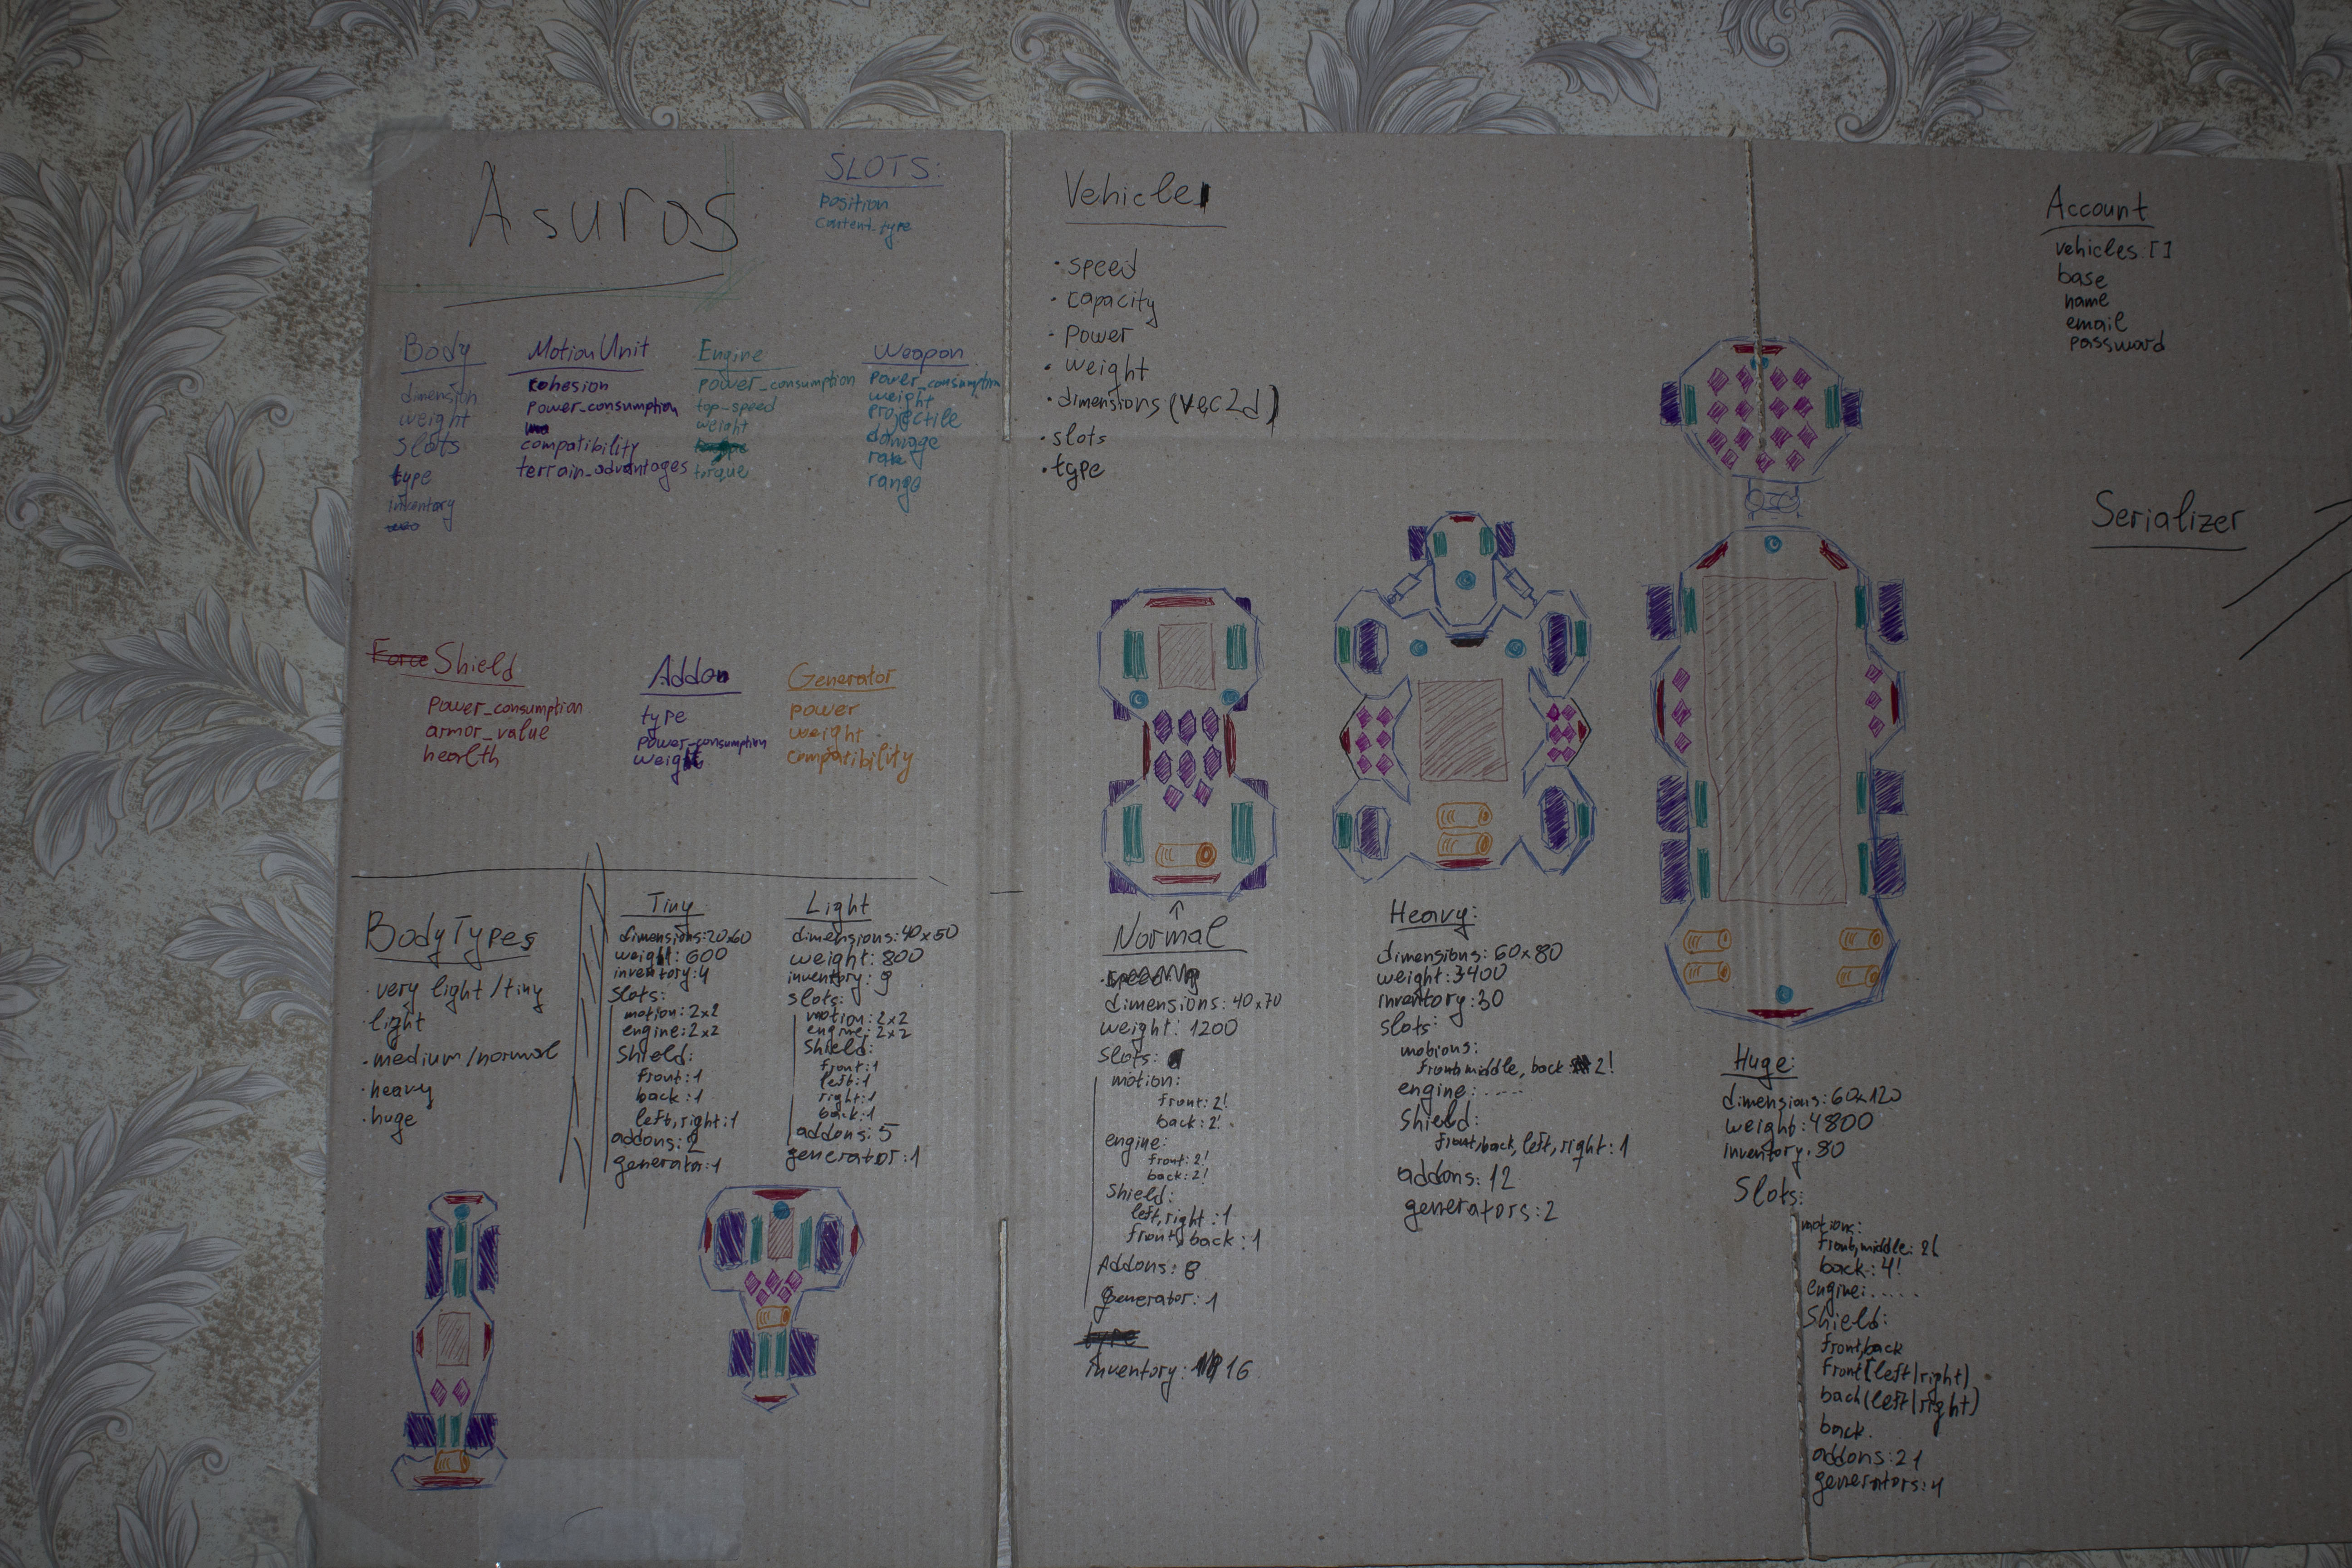 Asuros
SLOTS:
position
content_type
Body
dimension
weight
slots
type
inventory
MotionUnit
cohesion
power_consumption
compatibility
terrain_advantages
Engine
power_consumption
top-speed
weight
torque
Weapon
power_consumption
weight
projectile
damage
range
Force Shield
power_consumption
armor_value
health
Addon
type
power-consumption
weight
Generator
power
weight
compatibility
BodyTypes
· very light/tiny
· light
· medium/normal
· heavy
· huge
Tiny
dimensions:20x60
weight:600
inventory:4
Slots:
motion:2x2
engine:2x2
Shield:
front:1
back:1
left,right:1
addons:2
generator:1
Light
dimensions:40x50
weight:800
inventory:9
slots:
motion:2x2
engine:2x2
Shield:
front:1
left:1
right:1
back:1
addons:5
generator:1
Vehicle
· speed
· capacity
· power
· weight
· dimensions(vec2d)
· slots
· type
Normal
dimensions: 40x70
weight: 1200
Slots:
motion:
front:2!
back:2!
engine:
front:2!
back:2!
Shield:
left,right:1
front,back:1
Addons:8
generator:1
type
inventory: 16
Heavy:
dimensions:60x80
weight:3400
inventory:30
slots:
motions:
front,middle, back 2!
engine:.----
Shield:
front,back,left,right:1
addons:12
generators:2
Huge:
dimensions:60x120
weight:4800
inventory.80
Slots:
motions:
front,middle:2!
back:4!
engine:.....
Shield:
front,back
front(left|right)
back(left|right)
back.
addons:21
generators:4
Account
vehicles:[]
base
name
email
password
Serializer